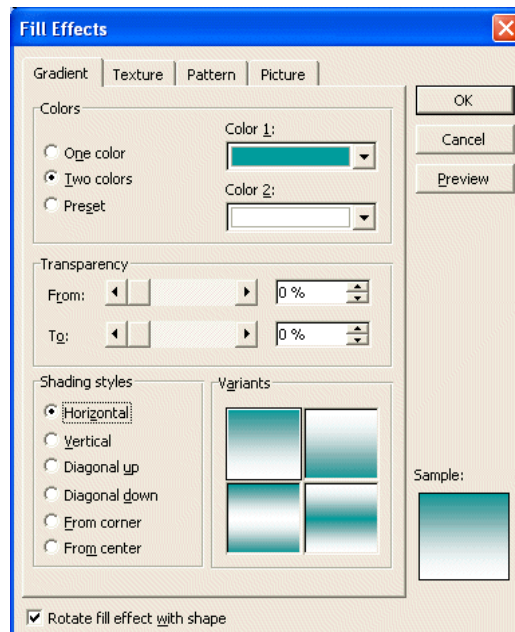 Fill Effects
Gradient Texture Pattern Picture
OK
Cancel
Preview
Colors
One color
Two colors
Preset
Color 1:
Color 2:
Transparency
From: 0 %
To: 0 %
Shading styles
Horizontal
Vertical
Diagonal up
Diagonal down
From corner
From center
Variants
Sample:
Rotate fill effect with shape